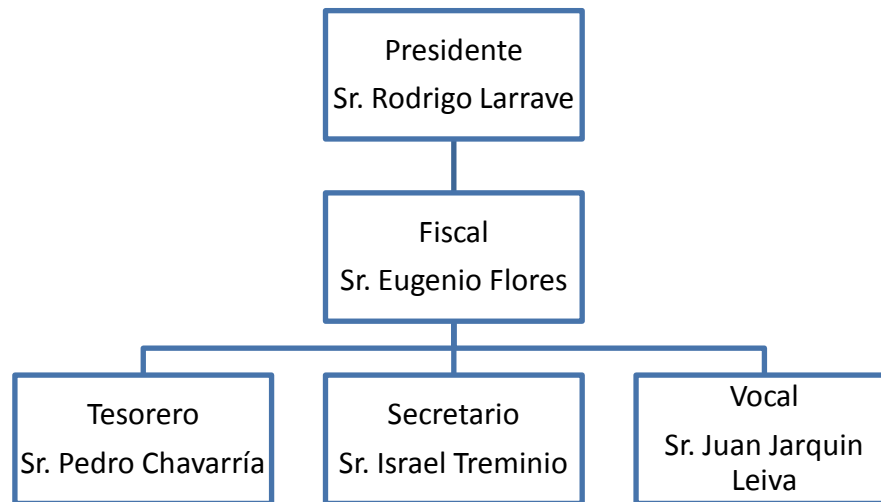 Presidente
Sr. Rodrigo Larrave
Fiscal
Sr. Eugenio Flores
Tesorero
Sr. Pedro Chavarría
Secretario
Sr. Israel Treminio
Vocal
Sr. Juan Jarquin
Leiva